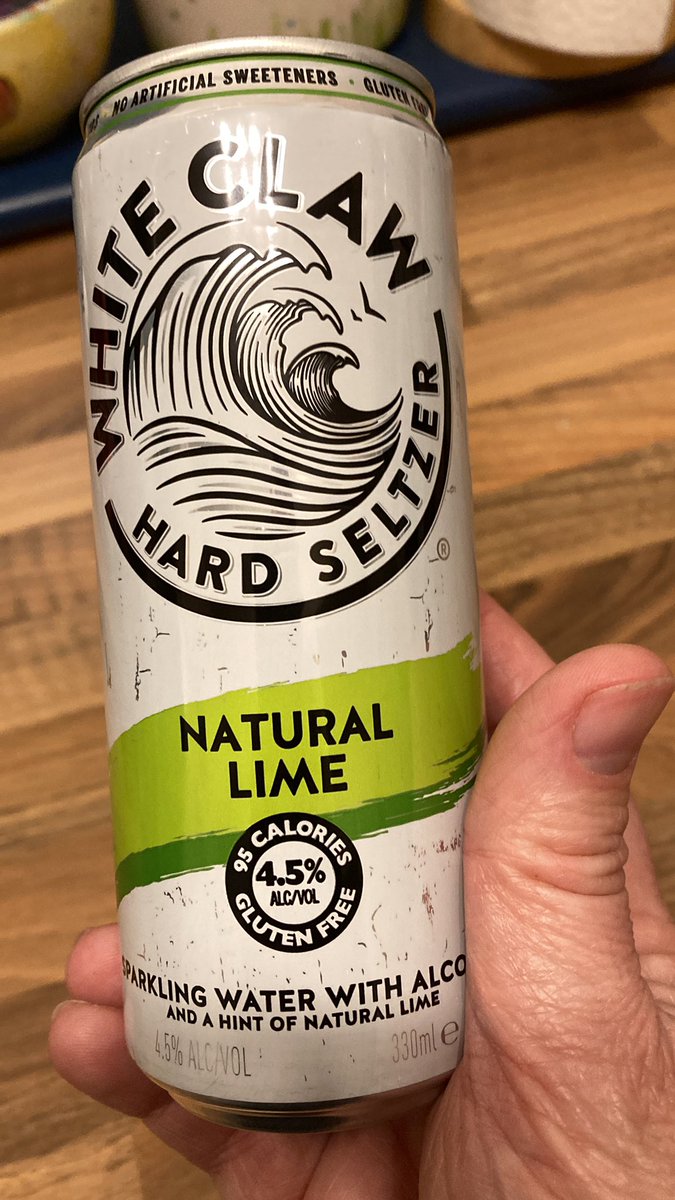 NO ARTIFICIAL SWEETENERS • GLUTEN
WHITE CLAW
HARD SELTZER
®
NATURAL
LIME
95 CALORIES
4.5%
ALC/VOL
GLUTEN FREE
SPARKLING WATER WITH ALCO
AND A HINT OF NATURAL LIME
4.5% ALC/VOL
330ml e